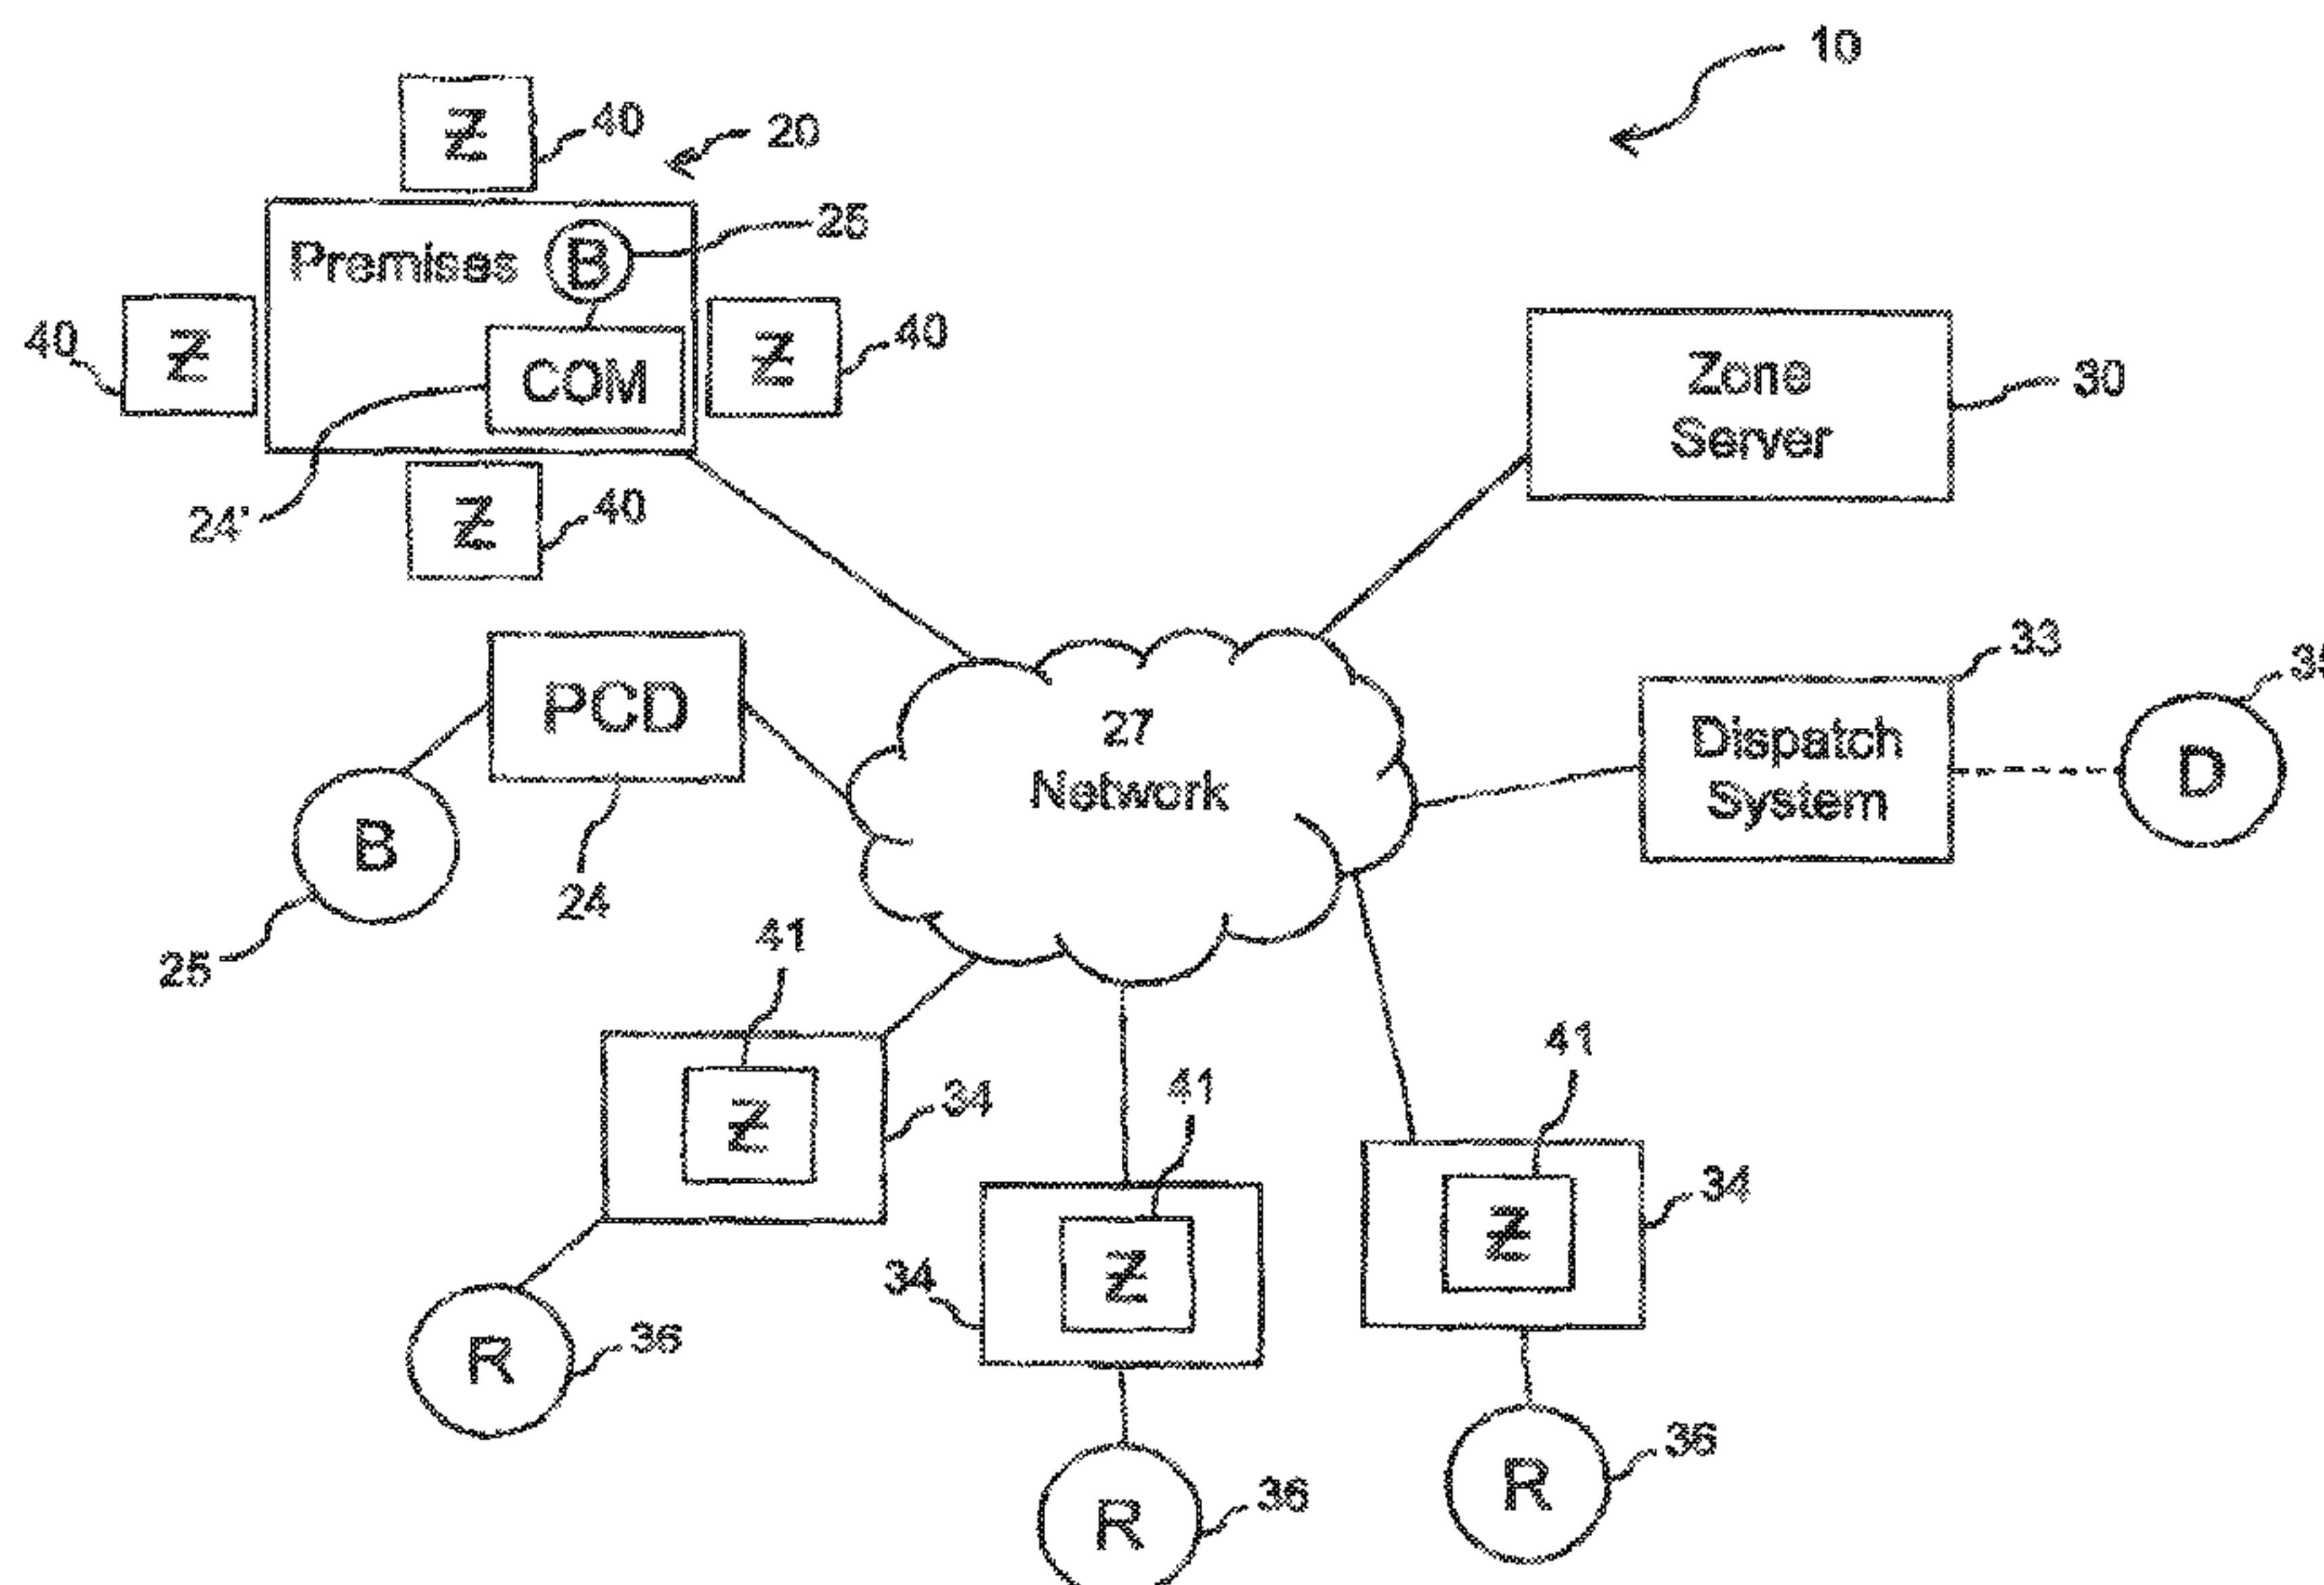 10
Z
40
20
Premises
B
25
40
Z
COM
Z
40
24'
Z
40
Zone
Server
30
PCD
24
B
25
27
Network
33
Dispatch
System
D
41
Z
34
R
36
41
Z
34
R
36
41
Z
34
R
36